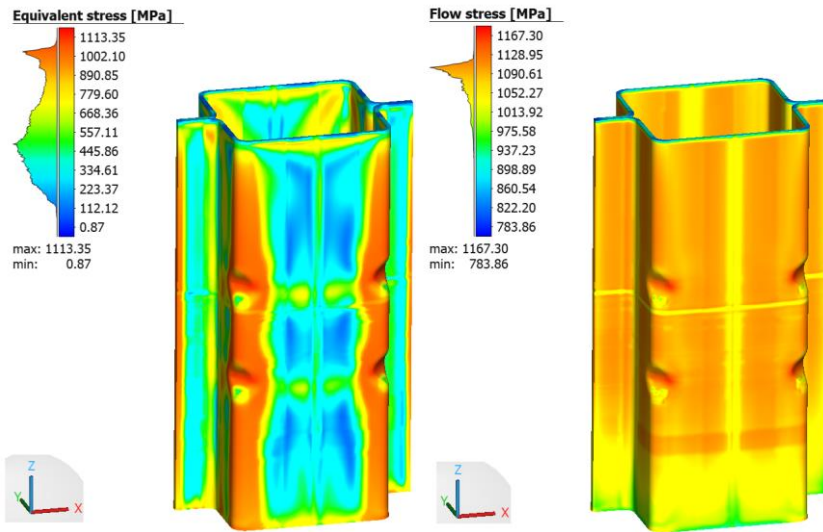 Equivalent stress [MPa]
1113.35
1002.10
890.85
779.60
668.36
557.11
445.86
334.61
223.37
112.12
0.87
max: 1113.35
min: 0.87
Z
Y
X
Flow stress [MPa]
1167.30
1128.95
1090.61
1052.27
1013.92
975.58
937.23
898.89
860.54
822.20
783.86
max: 1167.30
min: 783.86
Z
Y
X